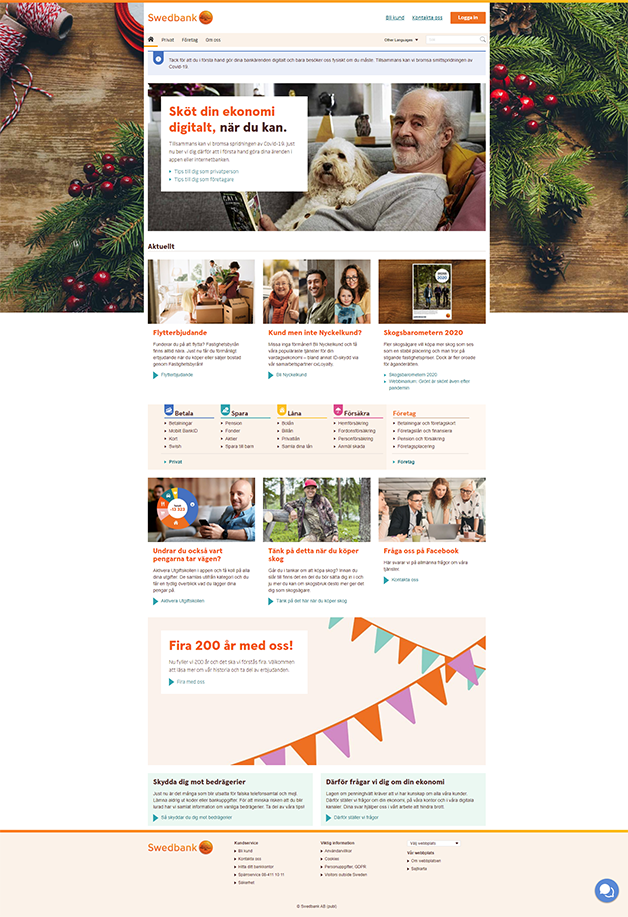 Swedbank
Bli kund
Kontakta oss
Logga in
Privat
Företag
Om oss
Other Languages
Tack för att du i första hand gör dina bankärenden digitalt och bara besöker oss fysiskt om du måste. Tillsammans kan vi bromsa smittspridningen av
Covid-19.
Sköt din ekonomi
digitalt, när du kan.
Tillsammans kan vi bromsa spridningen av Covid-19. Just
nu ber vi dig därför att i första hand göra dina ärenden i
appen eller internetbanken.
Tips till dig som privatperson
Tips till dig som företagare
Aktuellt
Flytterbjudande
Funderar du på att flytta? Fastighetsbyrån
finns alltid nära. Just nu får du förmånligt
erbjudande när du köper eller säljer bostad
genom Fastighetsbyrån!
Flytterbjudande
Kund men inte Nyckelkund?
Missa inga förmåner! Bli Nyckelkund och få
våra populäraste tjänster för din
vardagsekonomi – bland annat ID-skydd via
vår samarbetspartner cxLoyalty.
Bli Nyckelkund
Skogsbarometern 2020
Fler skogsägare vill köpa mer skog som ses
som en stabil placering och man tror på
stigande fastighetspriser. Dock är fler oroade
för äganderätten.
Skogsbarometern 2020
Webbinarium: Grönt är skönt även efter
pandemin
Betala
Betalningar
Mobilt BankID
Kort
Swish
Privat
Spara
Pension
Fonder
Aktier
Spara till barn
Låna
Bolån
Billån
Privatlån
Samla dina lån
Försäkra
Hemförsäkring
Fordonsförsäkring
Personförsäkring
Anmäl skada
Företag
Betalningar och företagskort
Företagslån och finansiera
Pension och försäkring
Företagsplacering
Företag
Undrar du också vart
pengarna tar vägen?
Aktivera Utgiftskollen i appen och få koll på alla
dina utgifter. De samlas utifrån kategori och du
får en tydlig överblick vad du lägger dina
pengar på.
Aktivera Utgiftskollen
Tänk på detta när du köper
skog
Går du i tankar om att köpa skog? Innan du
slår till finns det en del du bör sätta dig in i och
ju mer du kan om skogsbruk desto mer ger det
dig som skogsägare
Tänk på det här när du köper skog
Fråga oss på Facebook
Här svarar vi på allmänna frågor om våra
tjänster.
Kontakta oss
Fira 200 år med oss!
Nu fyller vi 200 år och det ska vi förstås fira. Välkommen
att läsa mer om vår historia och ta del av erbjudanden.
Fira med oss
Skydda dig mot bedrägerier
Just nu är det många som blir utsatta för falska telefonsamtal och mejl.
Lämna aldrig ut koder eller bankuppgifter. För att minska risken att du blir
lurad har vi samlat information om vanliga bedrägerier. Ta del av våra tips!
Så skyddar du dig mot bedrägerier
Därför frågar vi dig om din ekonomi
Lagen om penningtvätt kräver att vi har kunskap om alla våra kunder.
Därför ställer vi frågor om din ekonomi, på våra kontor och i våra digitala
kanaler. Dina svar hjälper oss i vårt arbete att hindra brott.
Därför ställer vi frågor
Swedbank
Kundservice
Bli kund
Kontakta oss
Hitta ditt bankkontor
Spärrservice 08-411 10 11
Säkerhet
Viktig information
Användarvillkor
Cookies
Personuppgifter, GDPR
Visitors outside Sweden
Välj webbplats
Vår webbplats
Om webbplatsen
Sajtkarta
© Swedbank AB (publ)